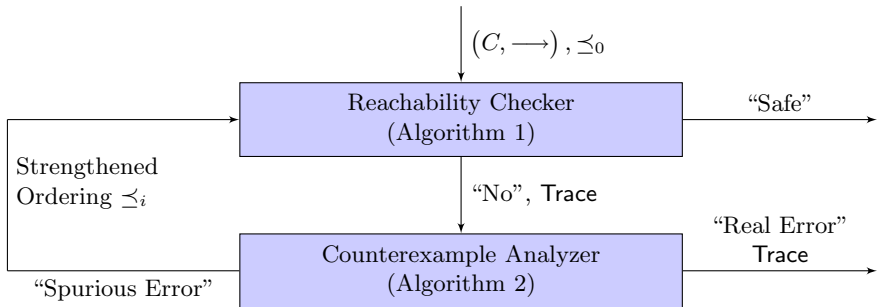 (C, ⟶) , ⪯₀
Reachability Checker
(Algorithm 1)
“Safe”
Strengthened
Ordering ⪯ᵢ
“No”, Trace
“Real Error”
Trace
Counterexample Analyzer
(Algorithm 2)
“Spurious Error”